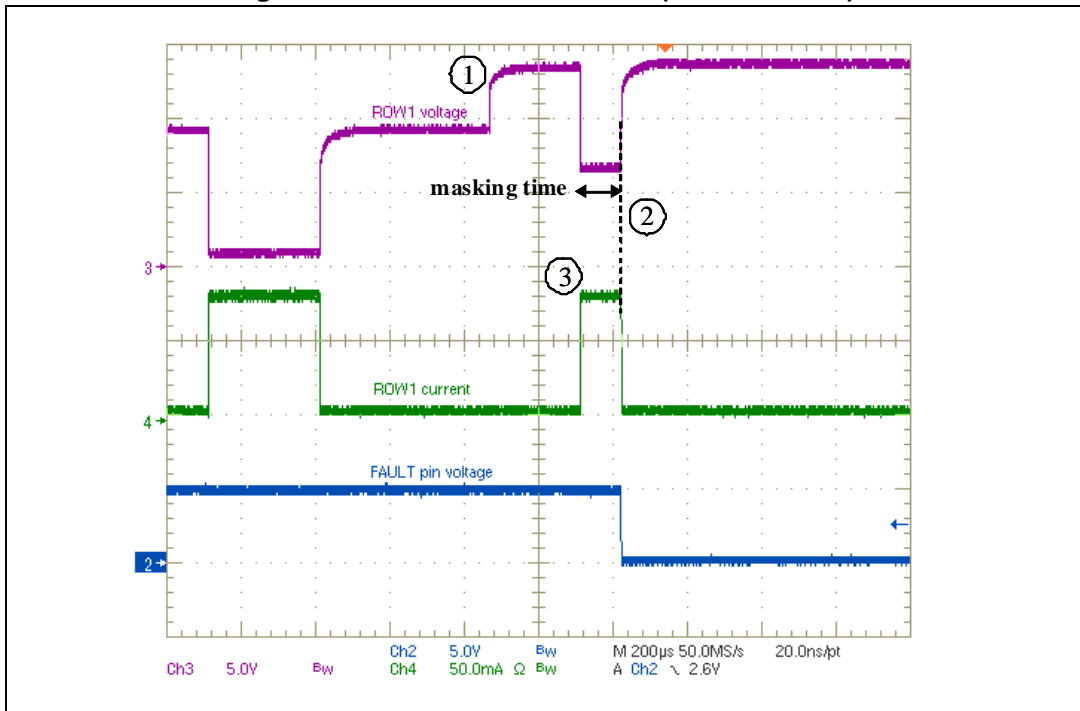 1
ROW1 voltage
masking time
2
3
3
ROW1 current
4
FAULT pin voltage
2
Ch2 5.0V Bw M 200µs 50.0MS/s 20.0ns/pt
Ch3 5.0V Bw Ch4 50.0mA Ω Bw A Ch2 \ 2.6V